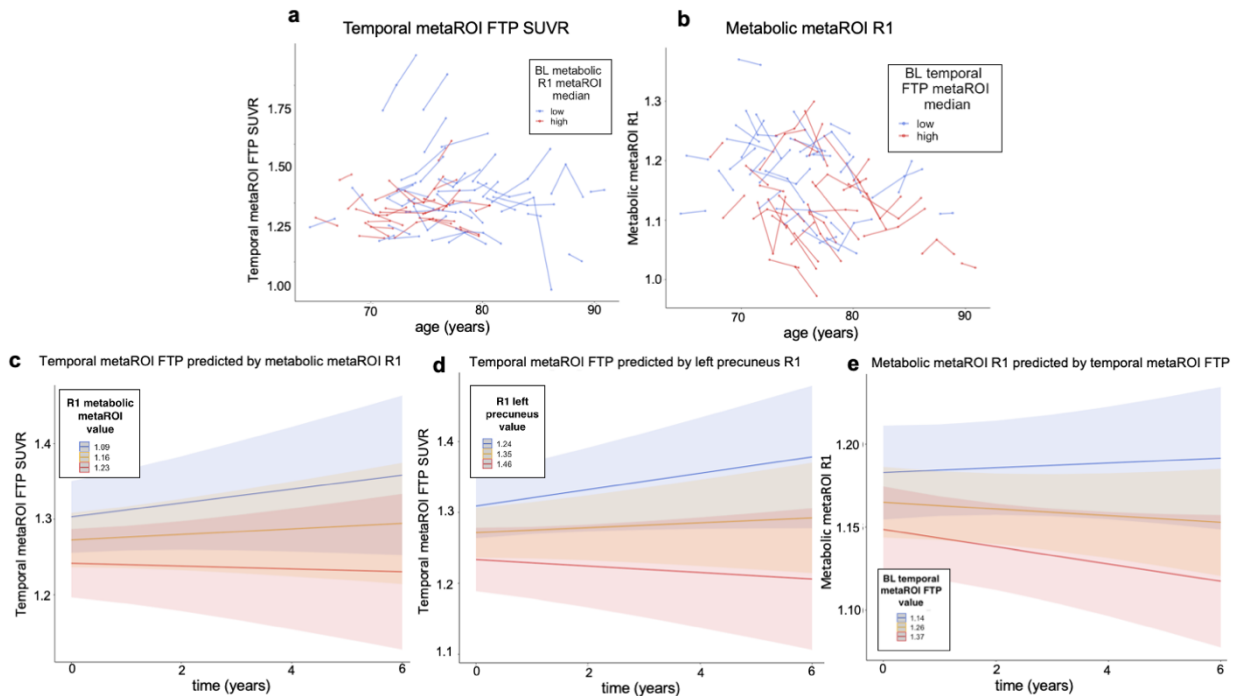 a
Temporal metaROI FTP SUVR
Temporal metaROI FTP SUVR
1.75
1.50
1.25
1.00
BL metabolic
R1 metaROI
median
low
high
70
80
90
age (years)
b
Metabolic metaROI R1
Metabolic metaROI R1
1.3
1.2
1.1
1.0
BL temporal
FTP metaROI
median
low
high
70
80
90
age (years)
c
Temporal metaROI FTP predicted by metabolic metaROI R1
Temporal metaROI FTP SUVR
1.4
1.3
1.2
R1 metabolic
metaROI
value
1.09
1.16
1.23
0
2
4
6
time (years)
d
Temporal metaROI FTP predicted by left precuneus R1
Temporal metaROI FTP SUVR
1.4
1.3
1.2
1.1
R1 left
precuneus
value
1.24
1.35
1.46
0
2
4
6
time (years)
e
Metabolic metaROI R1 predicted by temporal metaROI FTP
Metabolic metaROI R1
1.20
1.15
1.10
BL temporal
metaROI FTP
value
1.14
1.26
1.37
0
2
4
6
time (years)